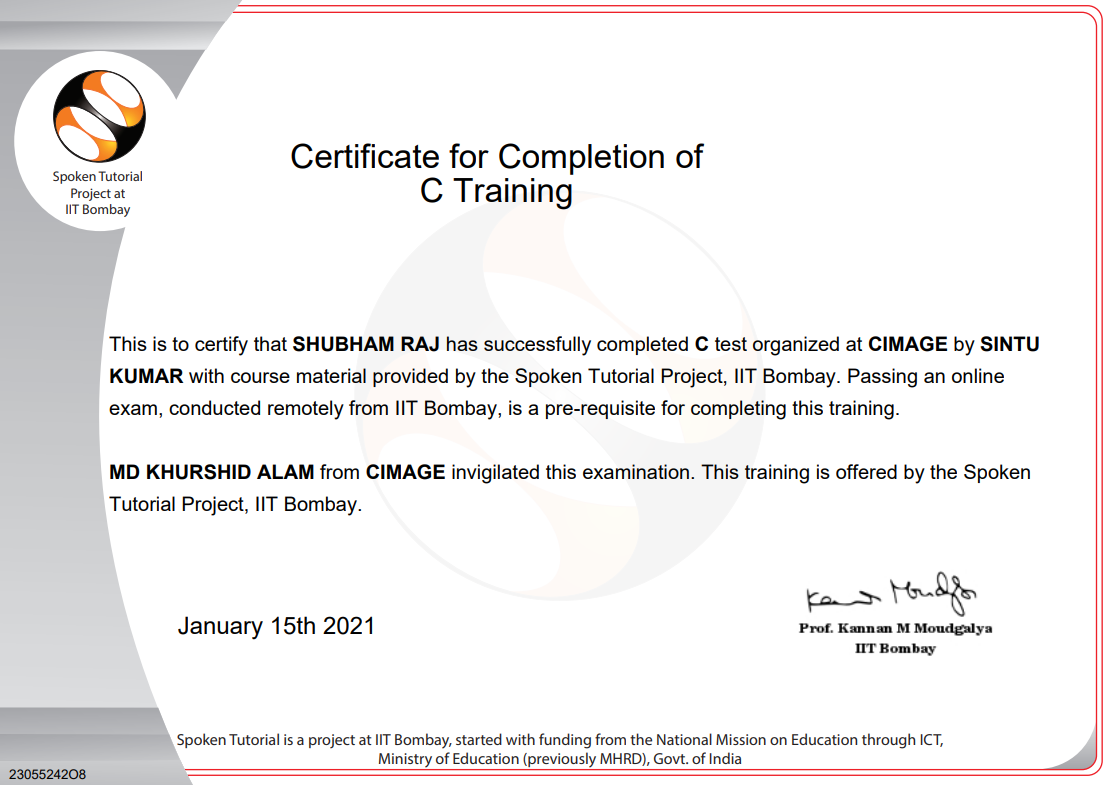 Spoken Tutorial
Project at
IIT Bombay
Certificate for Completion of
C Training
This is to certify that SHUBHAM RAJ has successfully completed C test organized at CIMAGE by SINTU
KUMAR with course material provided by the Spoken Tutorial Project, IIT Bombay. Passing an online
exam, conducted remotely from IIT Bombay, is a pre-requisite for completing this training.
MD KHURSHID ALAM from CIMAGE invigilated this examination. This training is offered by the Spoken
Tutorial Project, IIT Bombay.
January 15th 2021
Prof. Kannan M Moudgalya
IIT Bombay
Spoken Tutorial is a project at IIT Bombay, started with funding from the National Mission on Education through ICT,
Ministry of Education (previously MHRD), Govt. of India
23055242O8